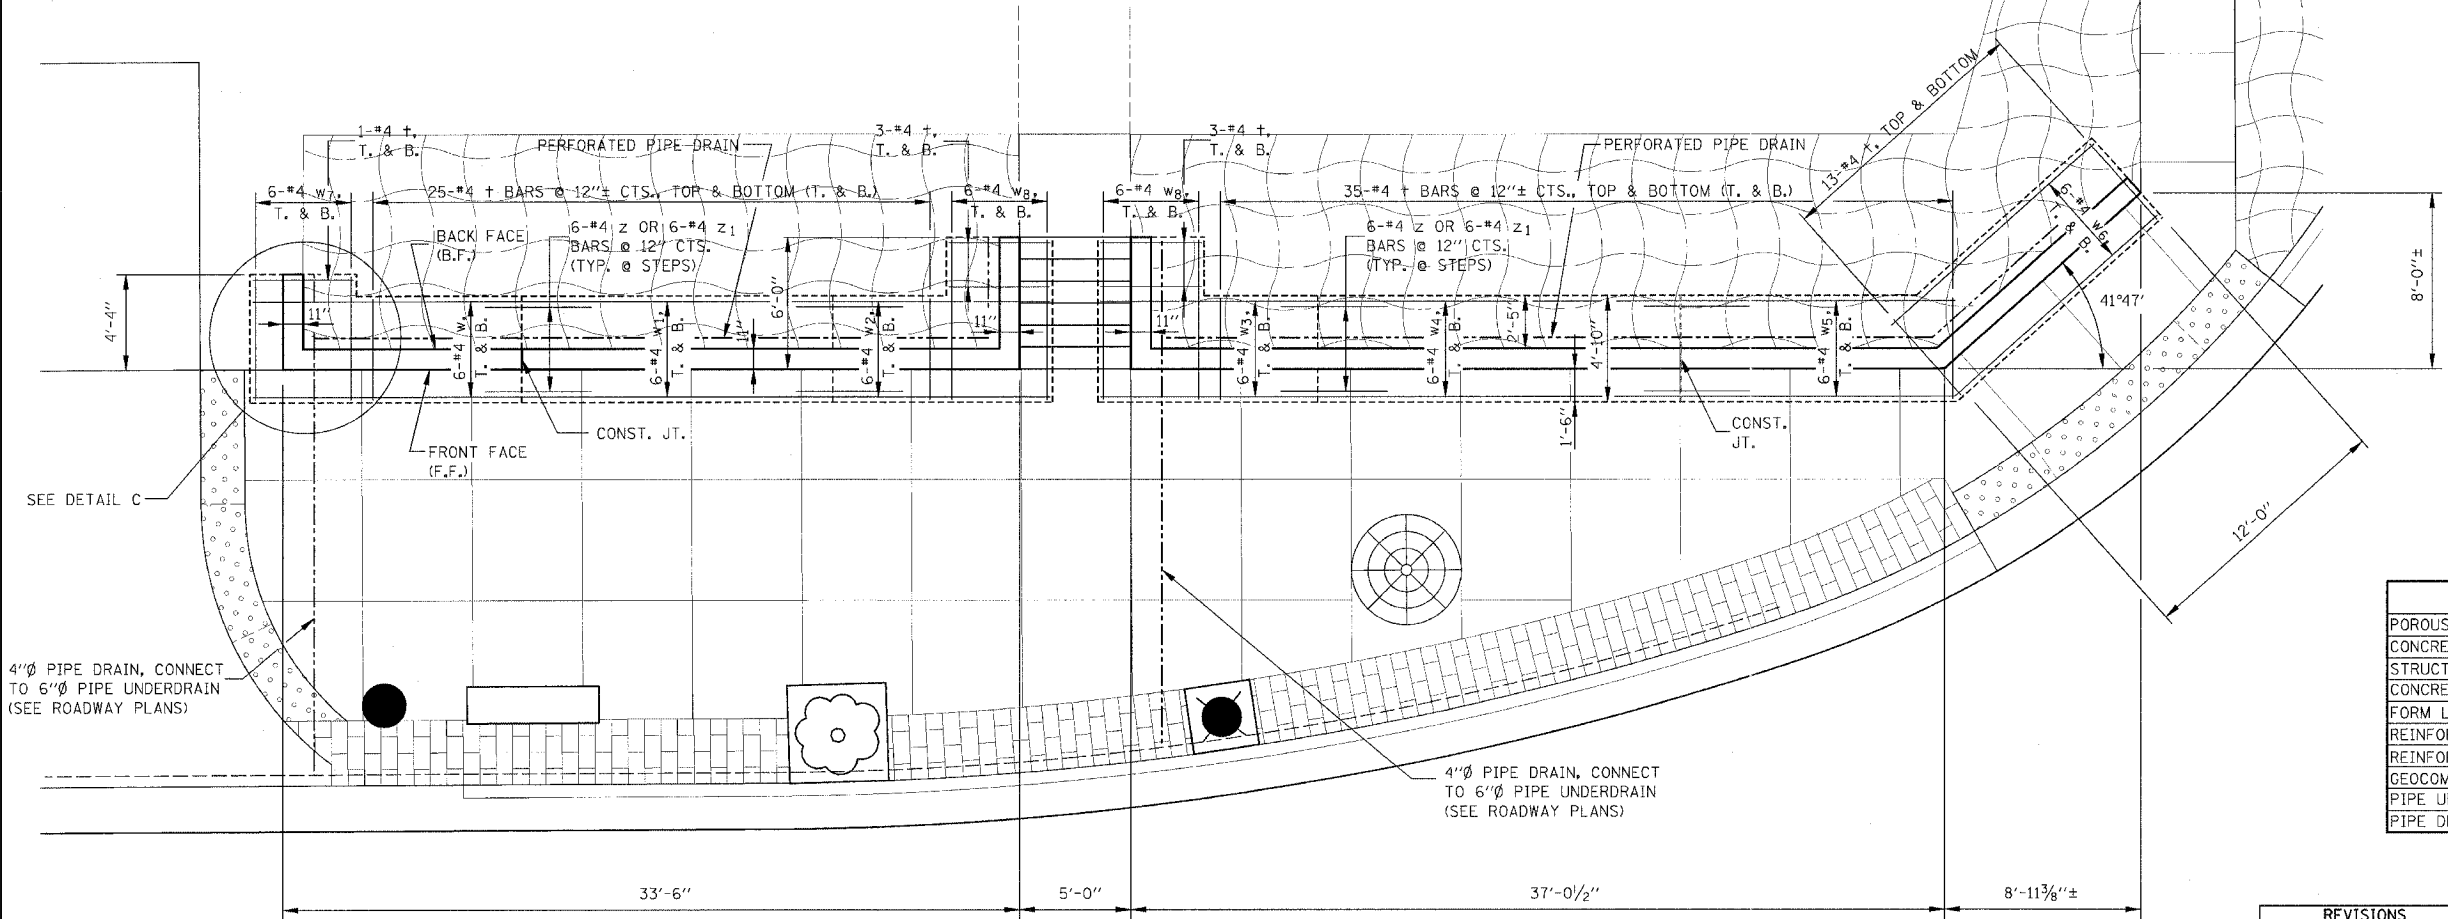 1-#4 t,
T. & B.
PERFORATED PIPE DRAIN
3-#4 t,
T. & B.
3-#4 t,
T. & B.
PERFORATED PIPE DRAIN
13-#4 t, TOP & BOTTOM
6-#4 w7,
T. & B.
25-#4 t BARS @ 12"± CTS., TOP & BOTTOM (T. & B.)
6-#4 w8,
T. & B.
6-#4 w8,
T. & B.
35-#4 t BARS @ 12"± CTS., TOP & BOTTOM (T. & B.)
6-#4 w6,
T. & B.
BACK FACE
(B.F.)
6-#4 z OR 6-#4 z1
BARS @ 12" CTS.
(TYP. @ STEPS)
6'-0"
6-#4 z OR 6-#4 z1
BARS @ 12" CTS.
(TYP. @ STEPS)
4'-4"
11"
6-#4 w,
T. & B.
6-#4 w1,
T. & B.
11"
6-#4 w2,
T. & B.
11"
11"
6-#4 w3,
T. & B.
6-#4 w4,
T. & B.
2'-5"
4'-10"
6-#4 w5,
T. & B.
41°47'
8'-0"±
1'-6"
CONST. JT.
CONST.
JT.
FRONT FACE
(F.F.)
SEE DETAIL C
12'-0"
4"Ø PIPE DRAIN, CONNECT
TO 6"Ø PIPE UNDERDRAIN
(SEE ROADWAY PLANS)
4"Ø PIPE DRAIN, CONNECT
TO 6"Ø PIPE UNDERDRAIN
(SEE ROADWAY PLANS)
POROUS
CONCRE
STRUCT
CONCRE
FORM L
REINFO
REINFO
GEOCOM
PIPE U
PIPE D
33'-6"
5'-0"
37'-0½"
8'-11⅜"±
REVISIONS